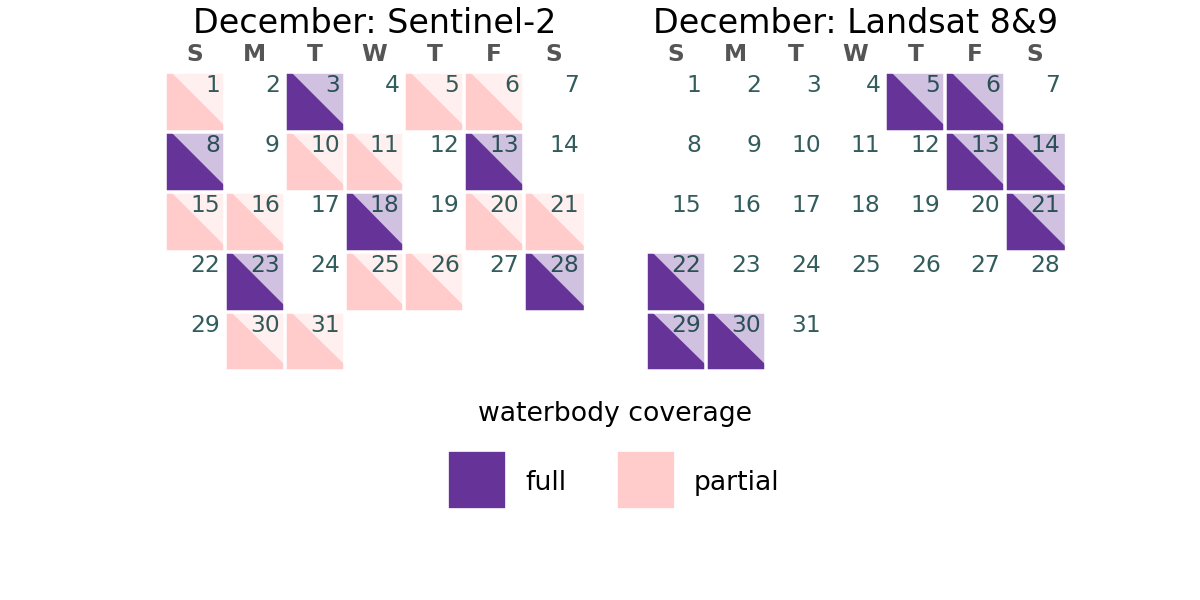 December: Sentinel-2
S M T W T F S
1 2 3 4 5 6 7
8 9 10 11 12 13 14
15 16 17 18 19 20 21
22 23 24 25 26 27 28
29 30 31
December: Landsat 8&9
S M T W T F S
1 2 3 4 5 6 7
8 9 10 11 12 13 14
15 16 17 18 19 20 21
22 23 24 25 26 27 28
29 30 31
waterbody coverage
full partial